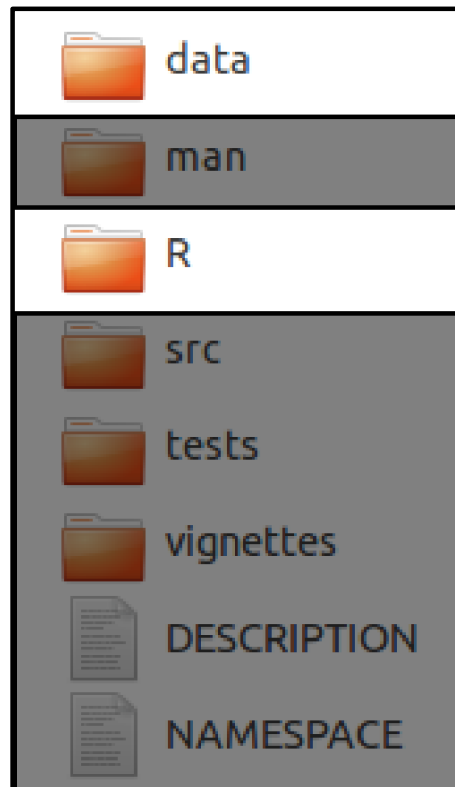 data
man
R
src
tests
vignettes
DESCRIPTION
NAMESPACE